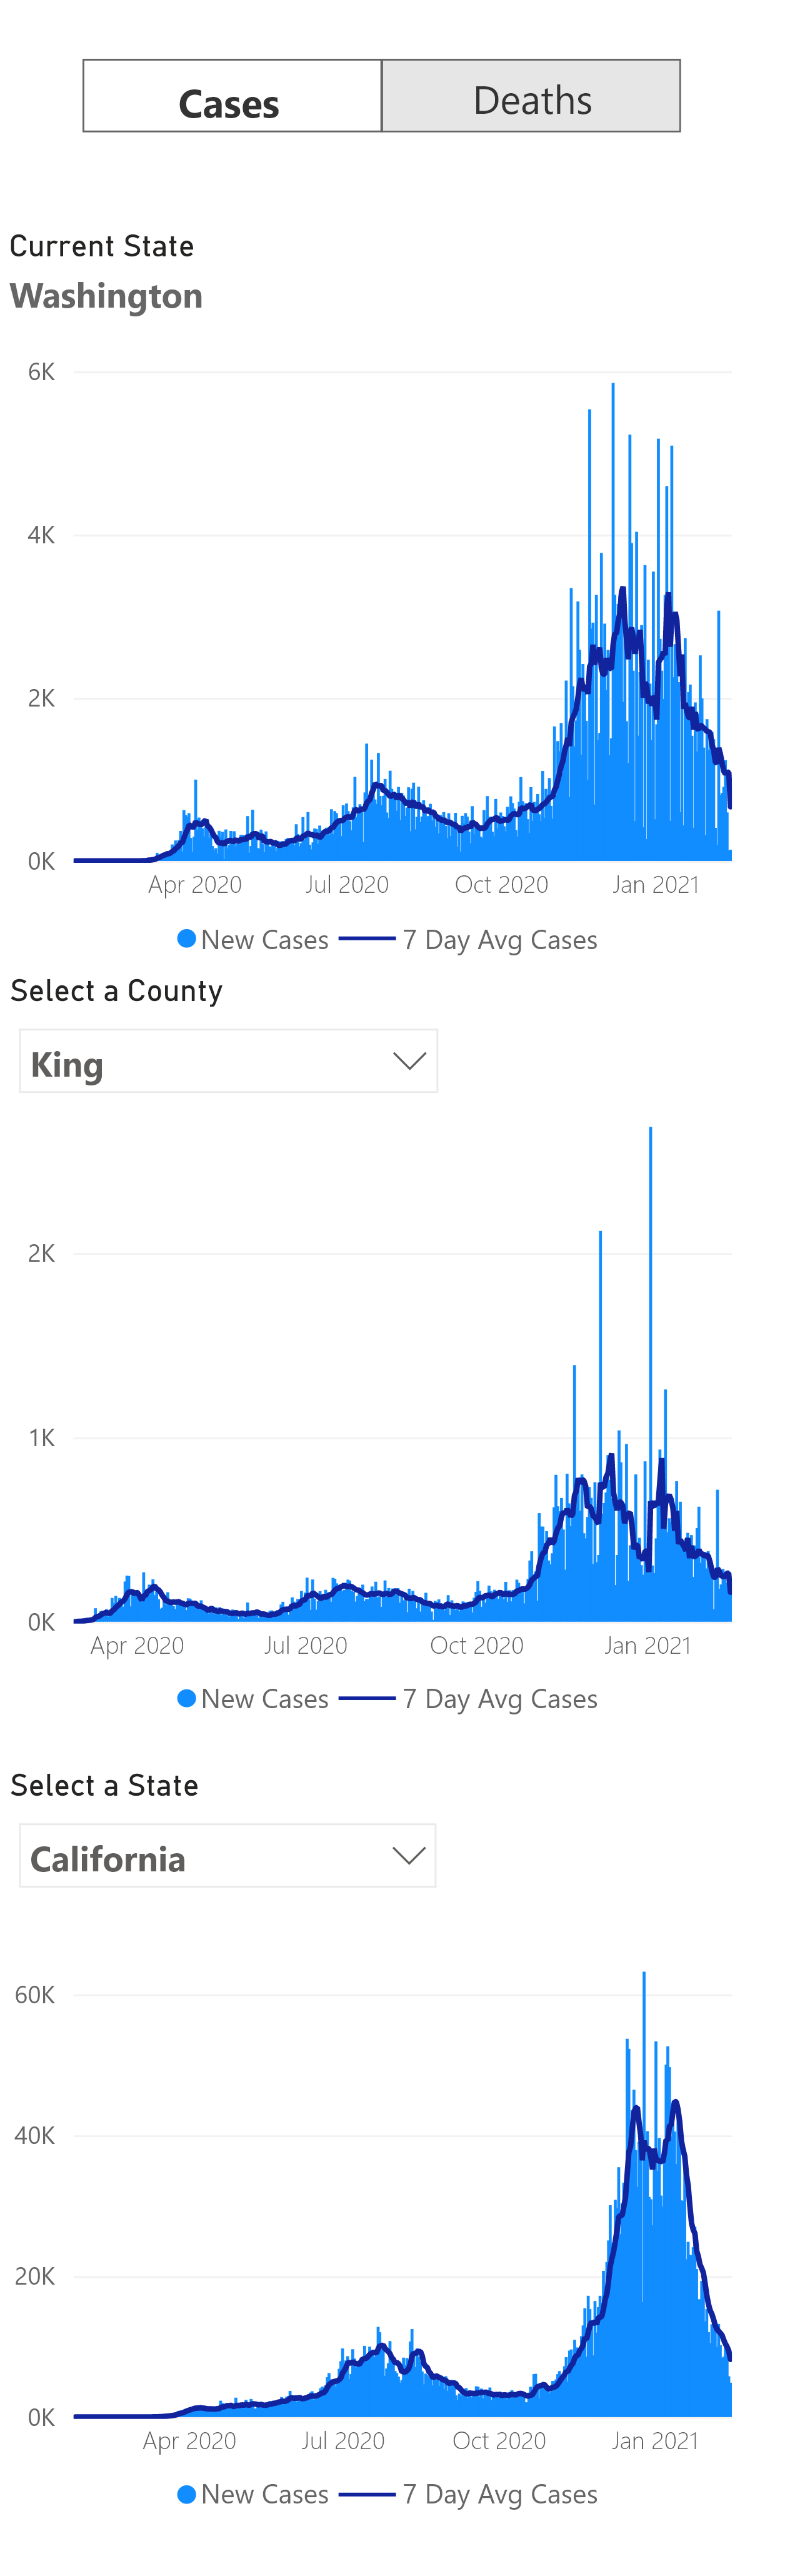 Cases Deaths
Current State
Washington
6K
4K
2K
0K
Apr 2020 Jul 2020 Oct 2020 Jan 2021
New Cases 7 Day Avg Cases
Select a County
King
2K
1K
0K
Apr 2020 Jul 2020 Oct 2020 Jan 2021
New Cases 7 Day Avg Cases
Select a State
California
60K
40K
20K
0K
Apr 2020 Jul 2020 Oct 2020 Jan 2021
New Cases 7 Day Avg Cases